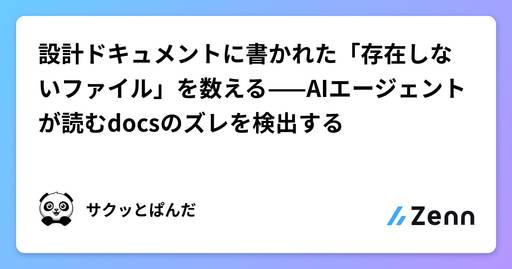 設計ドキュメントに書かれた「存在しな
いファイル」を数える——AIエージェント
が読むdocsのズレを検出する
サクッとぱんだ
Zenn